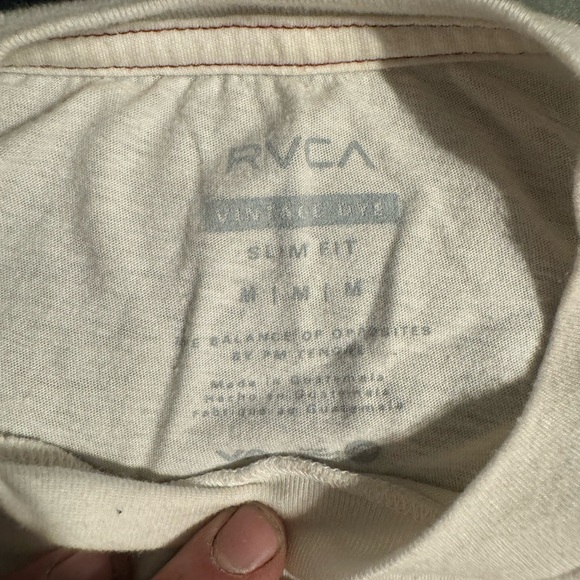 RVCA
VINTAGE DYE
SLIM FIT
M | M | M
THE BALANCE OF OPPOSITES
BY PM TENORE
Made in Guatemala
Hecho en Guatemala
Fabriqué au Guatemala